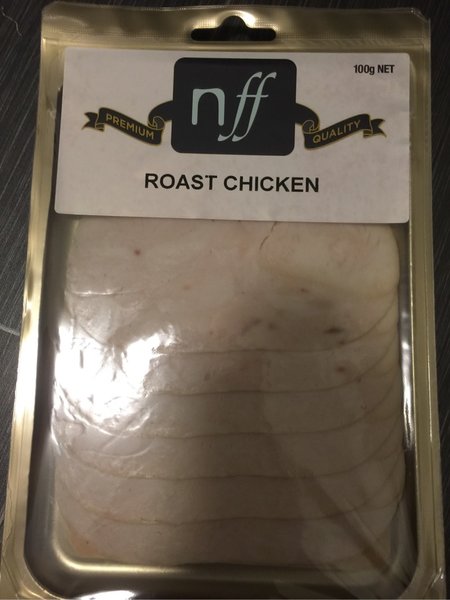 100g NET
nff
PREMIUM QUALITY
ROAST CHICKEN